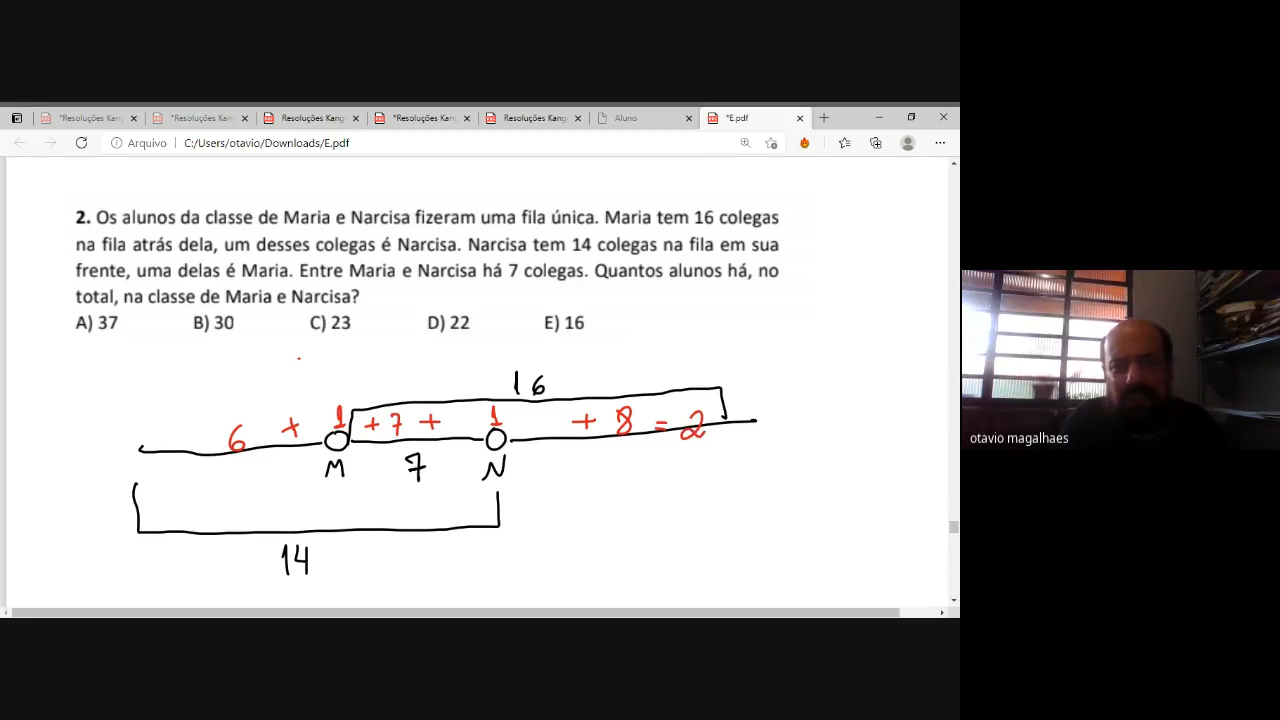 *Resoluções Kang
*Resoluções Kan
Resoluções Kang
*Resoluções Kang
Resoluções Kang
Aluno
*E.pdf
Arquivo
C:/Users/otavio/Downloads/E.pdf
2. Os alunos da classe de Maria e Narcisa fizeram uma fila única. Maria tem 16 colegas
na fila atrás dela, um desses colegas é Narcisa. Narcisa tem 14 colegas na fila em sua
frente, uma delas é Maria. Entre Maria e Narcisa há 7 colegas. Quantos alunos há, no
total, na classe de Maria e Narcisa?
A) 37 B) 30 C) 23 D) 22 E) 16
16
6 + 1 + 7 + 1 + 8 = 2
M 7 N
14
otavio magalhaes